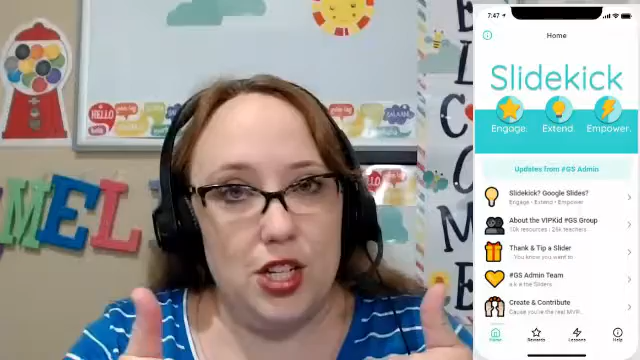 MEL
HELLO
W
E
L
C
O
M
E
7:47
Home
Slidekick
Engage.
Extend.
Empower.
Updates from #GS Admin
Slidekick? Google Slides?
Engage • Extend • Empower
About the VIPKid #GS Group
10k resources | 25k teachers
Thank & Tip a Slider
You know you want to
#GS Admin Team
a.k.a the Sliders
Create & Contribute
Cause you're the real MVP...
Home
Rewards
Lessons
Help